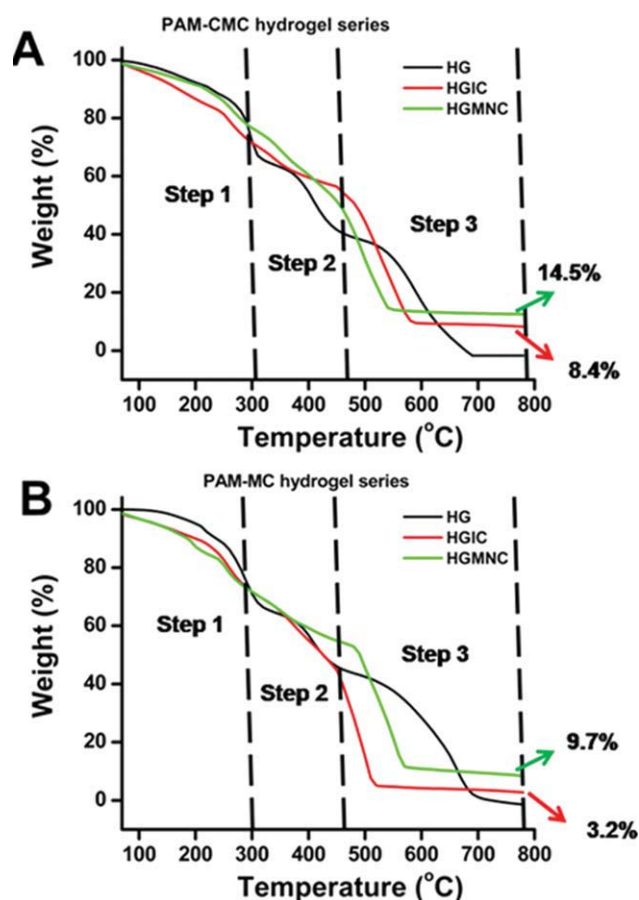 PAM-CMC hydrogel series
A
HG
HGIC
HGMNC
100
80
60
40
20
0
Weight (%)
Step 1
Step 2
Step 3
14.5%
8.4%
100 200 300 400 500 600 700 800
Temperature (°C)
PAM-MC hydrogel series
B
HG
HGIC
HGMNC
100
80
60
40
20
0
Weight (%)
Step 1
Step 2
Step 3
9.7%
3.2%
100 200 300 400 500 600 700 800
Temperature (°C)